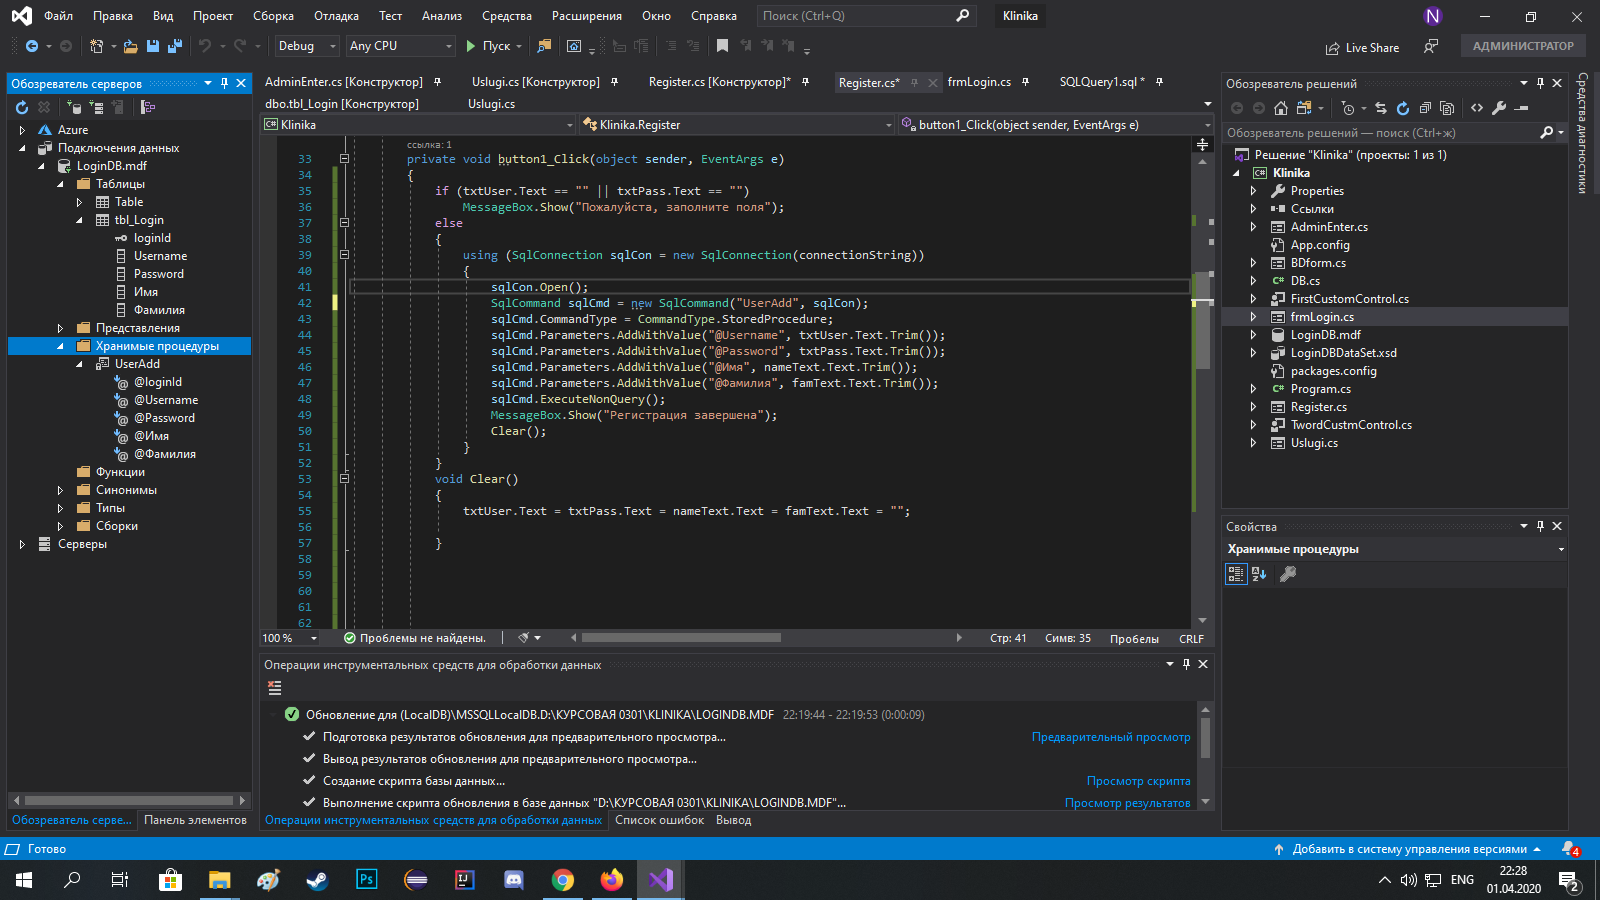 Файл Правка Вид Проект Сборка Отладка Тест Анализ Средства Расширения Окно Справка Поиск (Ctrl+Q) Klinika N
Debug Any CPU Пуск Live Share АДМИНИСТРАТОР
Обозреватель серверов
Azure
Подключения данных
LoginDB.mdf
Таблицы
Table
tbl_Login
loginId
Username
Password
Имя
Фамилия
Представления
Хранимые процедуры
UserAdd
@loginId
@Username
@Password
@Имя
@Фамилия
Функции
Синонимы
Типы
Сборки
Серверы
Обозреватель серве... Панель элементов
AdminEnter.cs [Конструктор] Uslugi.cs [Конструктор] Register.cs [Конструктор]* Register.cs* frmLogin.cs SQLQuery1.sql *
dbo.tbl_Login [Конструктор] Uslugi.cs
Klinika Klinika.Register button1_Click(object sender, EventArgs e)
ссылка: 1
33 private void button1_Click(object sender, EventArgs e)
34 {
35 if (txtUser.Text == "" || txtPass.Text == "")
36 MessageBox.Show("Пожалуйста, заполните поля");
37 else
38 {
39 using (SqlConnection sqlCon = new SqlConnection(connectionString))
40 {
41 sqlCon.Open();
42 SqlCommand sqlCmd = new SqlCommand("UserAdd", sqlCon);
43 sqlCmd.CommandType = CommandType.StoredProcedure;
44 sqlCmd.Parameters.AddWithValue("@Username", txtUser.Text.Trim());
45 sqlCmd.Parameters.AddWithValue("@Password", txtPass.Text.Trim());
46 sqlCmd.Parameters.AddWithValue("@Имя", nameText.Text.Trim());
47 sqlCmd.Parameters.AddWithValue("@Фамилия", famText.Text.Trim());
48 sqlCmd.ExecuteNonQuery();
49 MessageBox.Show("Регистрация завершена");
50 Clear();
51 }
52 }
53 void Clear()
54 {
55 txtUser.Text = txtPass.Text = nameText.Text = famText.Text = "";
56
57 }
58
59
60
61
62
100 % Проблемы не найдены. Стр: 41 Симв: 35 Пробелы CRLF
Операции инструментальных средств для обработки данных
Обновление для (LocalDB)\MSSQLLocalDB.D:\КУРСОВАЯ 0301\KLINIKA\LOGINDB.MDF 22:19:44 - 22:19:53 (0:00:09)
Подготовка результатов обновления для предварительного просмотра... Предварительный просмотр
Вывод результатов обновления для предварительного просмотра...
Создание скрипта базы данных... Просмотр скрипта
Выполнение скрипта обновления в базе данных "D:\КУРСОВАЯ 0301\KLINIKA\LOGINDB.MDF"... Просмотр результатов
Операции инструментальных средств для обработки данных Список ошибок Вывод
Обозреватель решений
Обозреватель решений — поиск (Ctrl+ж)
Решение "Klinika" (проекты: 1 из 1)
Klinika
Properties
Ссылки
AdminEnter.cs
App.config
BDform.cs
DB.cs
FirstCustomControl.cs
frmLogin.cs
LoginDB.mdf
LoginDBDataSet.xsd
packages.config
Program.cs
Register.cs
TwordCustmControl.cs
Uslugi.cs
Свойства
Хранимые процедуры
Средства диагностики
Готово Добавить в систему управления версиями 4
ENG 22:28
01.04.2020 2